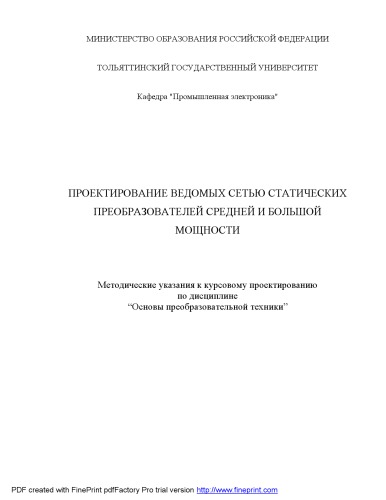 МИНИСТЕРСТВО ОБРАЗОВАНИЯ РОССИЙСКОЙ ФЕДЕРАЦИИ
ТОЛЬЯТТИНСКИЙ ГОСУДАРСТВЕННЫЙ УНИВЕРСИТЕТ
Кафедра "Промышленная электроника"
ПРОЕКТИРОВАНИЕ ВЕДОМЫХ СЕТЬЮ СТАТИЧЕСКИХ
ПРЕОБРАЗОВАТЕЛЕЙ СРЕДНЕЙ И БОЛЬШОЙ
МОЩНОСТИ
Методические указания к курсовому проектированию
по дисциплине
“Основы преобразовательной техники”
PDF created with FinePrint pdfFactory Pro trial version http://www.fineprint.com